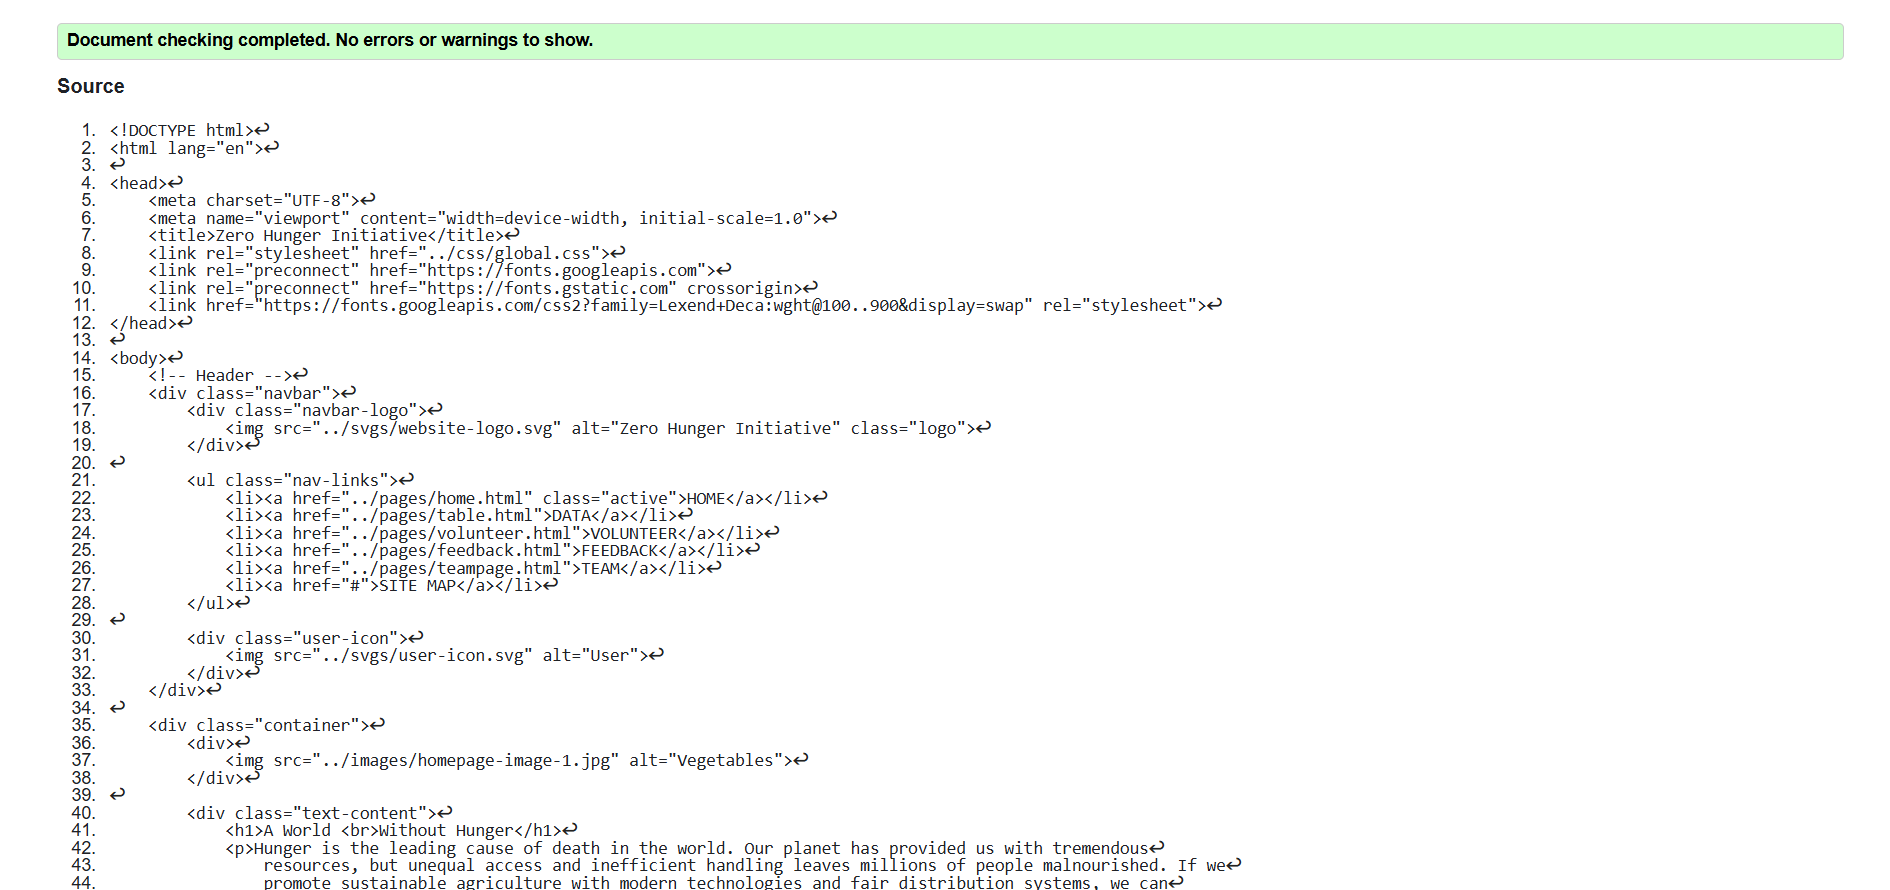 Document checking completed. No errors or warnings to show.
Source
1. <!DOCTYPE html>↩
2. <html lang="en">↩
3. ↩
4. <head>↩
5.     <meta charset="UTF-8">↩
6.     <meta name="viewport" content="width=device-width, initial-scale=1.0">↩
7.     <title>Zero Hunger Initiative</title>↩
8.     <link rel="stylesheet" href="../css/global.css">↩
9.     <link rel="preconnect" href="https://fonts.googleapis.com">↩
10.     <link rel="preconnect" href="https://fonts.gstatic.com" crossorigin>↩
11.     <link href="https://fonts.googleapis.com/css2?family=Lexend+Deca:wght@100..900&display=swap" rel="stylesheet">↩
12. </head>↩
13. ↩
14. <body>↩
15.     <!-- Header -->↩
16.     <div class="navbar">↩
17.         <div class="navbar-logo">↩
18.             <img src="../svgs/website-logo.svg" alt="Zero Hunger Initiative" class="logo">↩
19.         </div>↩
20. ↩
21.         <ul class="nav-links">↩
22.             <li><a href="../pages/home.html" class="active">HOME</a></li>↩
23.             <li><a href="../pages/table.html">DATA</a></li>↩
24.             <li><a href="../pages/volunteer.html">VOLUNTEER</a></li>↩
25.             <li><a href="../pages/feedback.html">FEEDBACK</a></li>↩
26.             <li><a href="../pages/teampage.html">TEAM</a></li>↩
27.             <li><a href="#">SITE MAP</a></li>↩
28.         </ul>↩
29. ↩
30.         <div class="user-icon">↩
31.             <img src="../svgs/user-icon.svg" alt="User">↩
32.         </div>↩
33.     </div>↩
34. ↩
35.     <div class="container">↩
36.         <div>↩
37.             <img src="../images/homepage-image-1.jpg" alt="Vegetables">↩
38.         </div>↩
39. ↩
40.         <div class="text-content">↩
41.             <h1>A World <br>Without Hunger</h1>↩
42.             <p>Hunger is the leading cause of death in the world. Our planet has provided us with tremendous↩
43.                 resources, but unequal access and inefficient handling leaves millions of people malnourished. If we↩
44.                 promote sustainable agriculture with modern technologies and fair distribution systems, we can↩